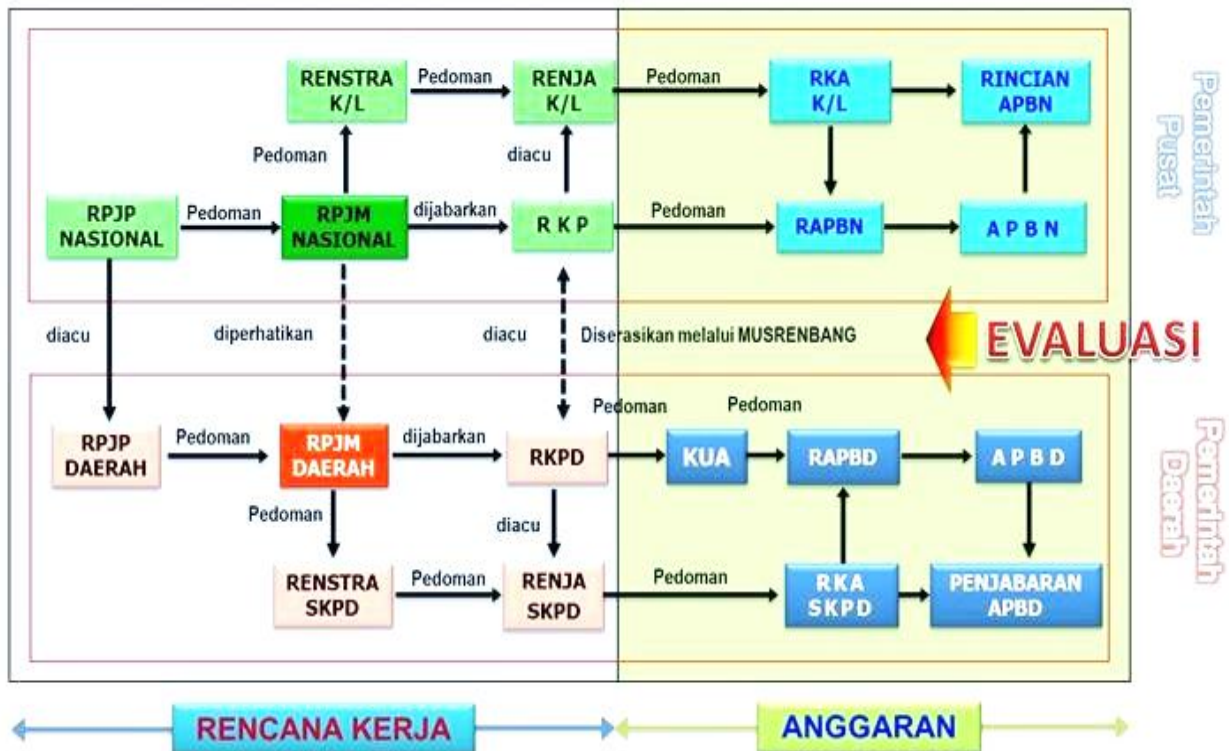 RENSTRA
K/L
Pedoman
RENJA
K/L
Pedoman
RKA
K/L
RINCIAN
APBN
Pedoman
diacu
RPJP
NASIONAL
Pedoman
RPJM
NASIONAL
dijabarkan
R K P
Pedoman
RAPBN
A P B N
Pemerintah
Pusat
diacu
diperhatikan
diacu
Diserasikan melalui MUSRENBANG
EVALUASI
RPJP
DAERAH
Pedoman
RPJM
DAERAH
dijabarkan
RKPD
Pedoman
KUA
Pedoman
RAPBD
A P B D
Pedoman
diacu
RENSTRA
SKPD
Pedoman
RENJA
SKPD
Pedoman
RKA
SKPD
PENJABARAN
APBD
Pemerintah
Daerah
RENCANA KERJA
ANGGARAN